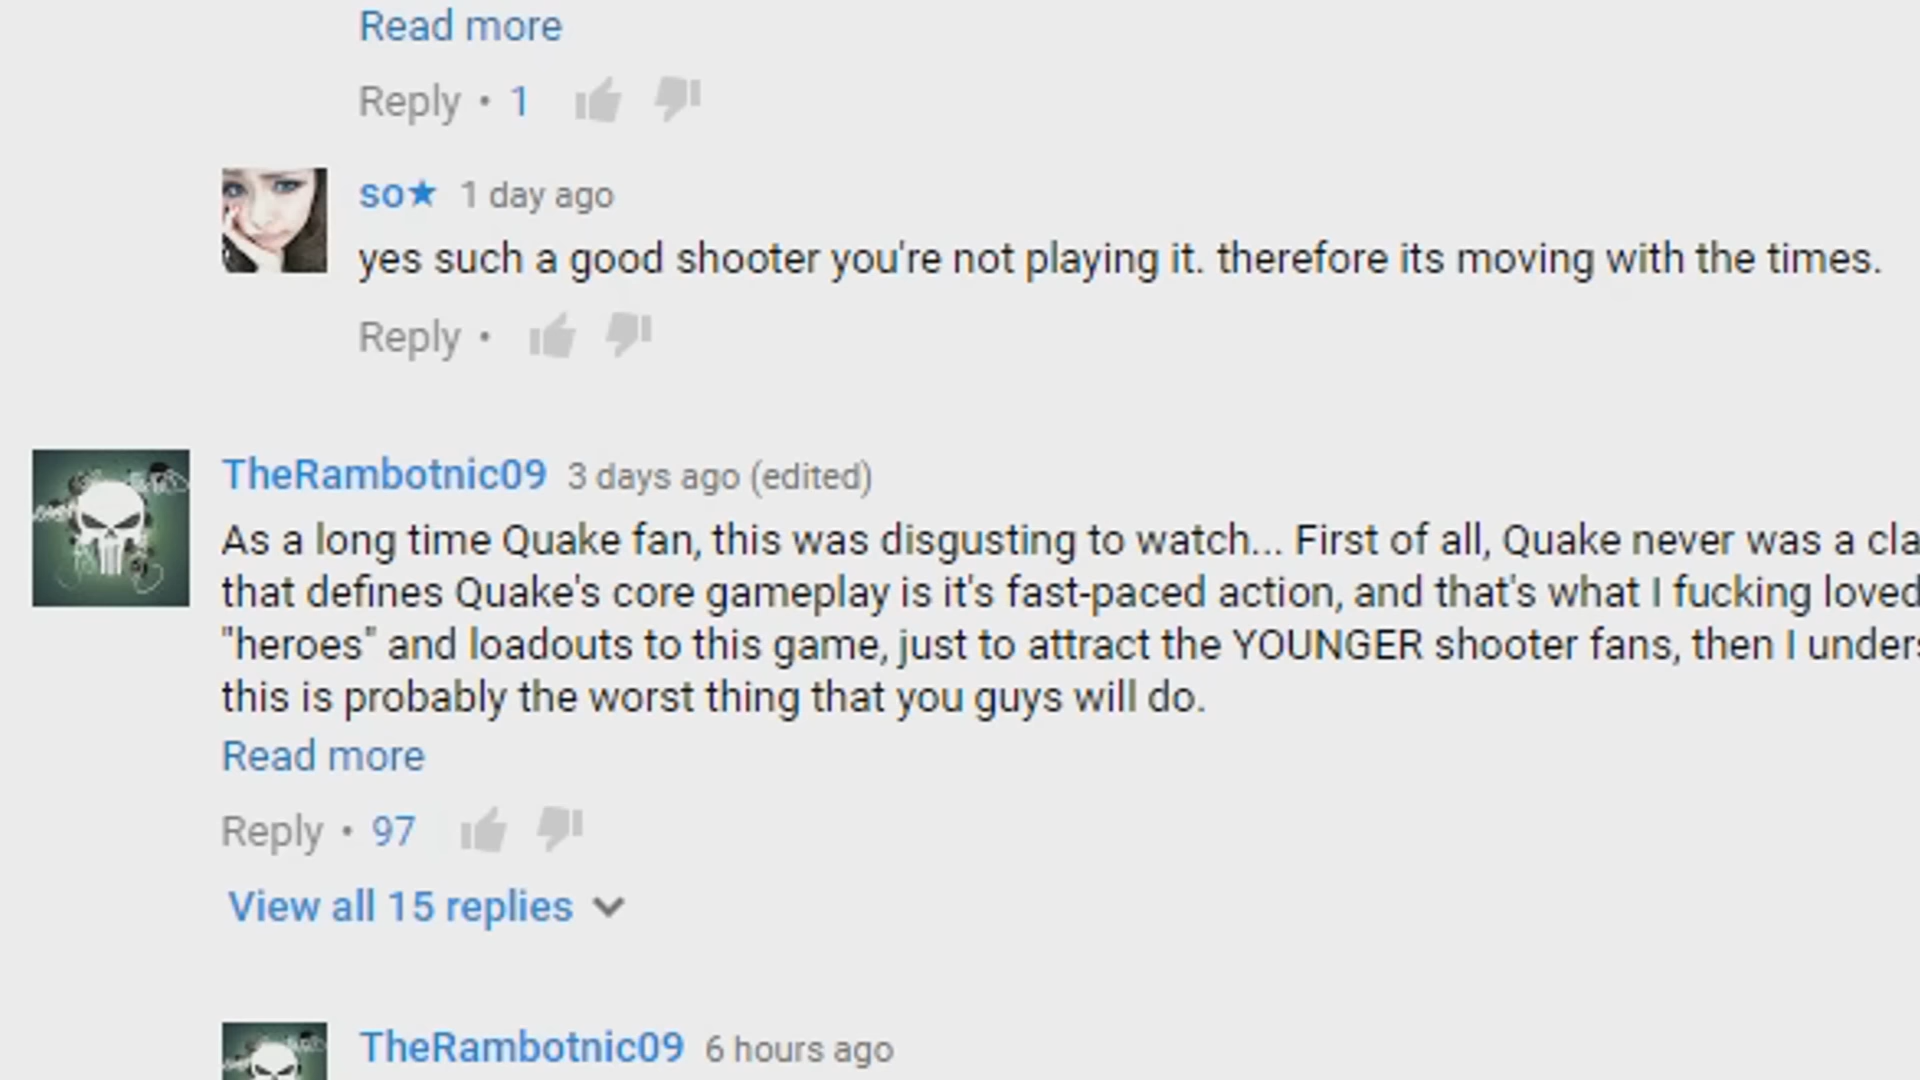 Read more
Reply • 1
so★ 1 day ago
yes such a good shooter you're not playing it. therefore its moving with the times.
Reply •
TheRambotnic09 3 days ago (edited)
As a long time Quake fan, this was disgusting to watch... First of all, Quake never was a
that defines Quake's core gameplay is it's fast-paced action, and that's what I fucking loved
"heroes" and loadouts to this game, just to attract the YOUNGER shooter fans, then I
this is probably the worst thing that you guys will do.
Read more
Reply • 97
View all 15 replies
TheRambotnic09 6 hours ago